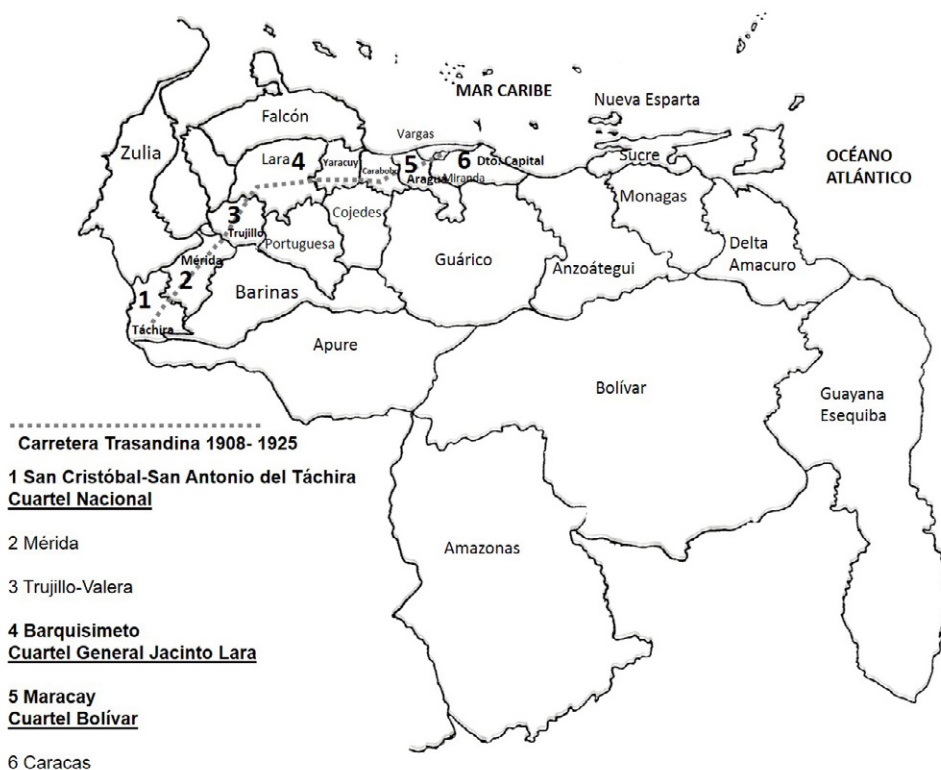 MAR CARIBE
Nueva Esparta
Falcón
Vargas
Zulia
Lara
4
Yaracuy
Carabobo
5
Aragua
6
Dto. Capital
Miranda
Sucre
OCÉANO
ATLÁNTICO
3
Trujillo
Cojedes
Portuguesa
Monagas
Mérida
2
Guárico
Anzoátegui
Delta
Amacuro
1
Barinas
Táchira
Apure
Bolívar
Guayana
Esequiba
Amazonas
Carretera Trasandina 1908- 1925
1 San Cristóbal-San Antonio del Táchira
Cuartel Nacional
2 Mérida
3 Trujillo-Valera
4 Barquisimeto
Cuartel General Jacinto Lara
5 Maracay
Cuartel Bolívar
6 Caracas